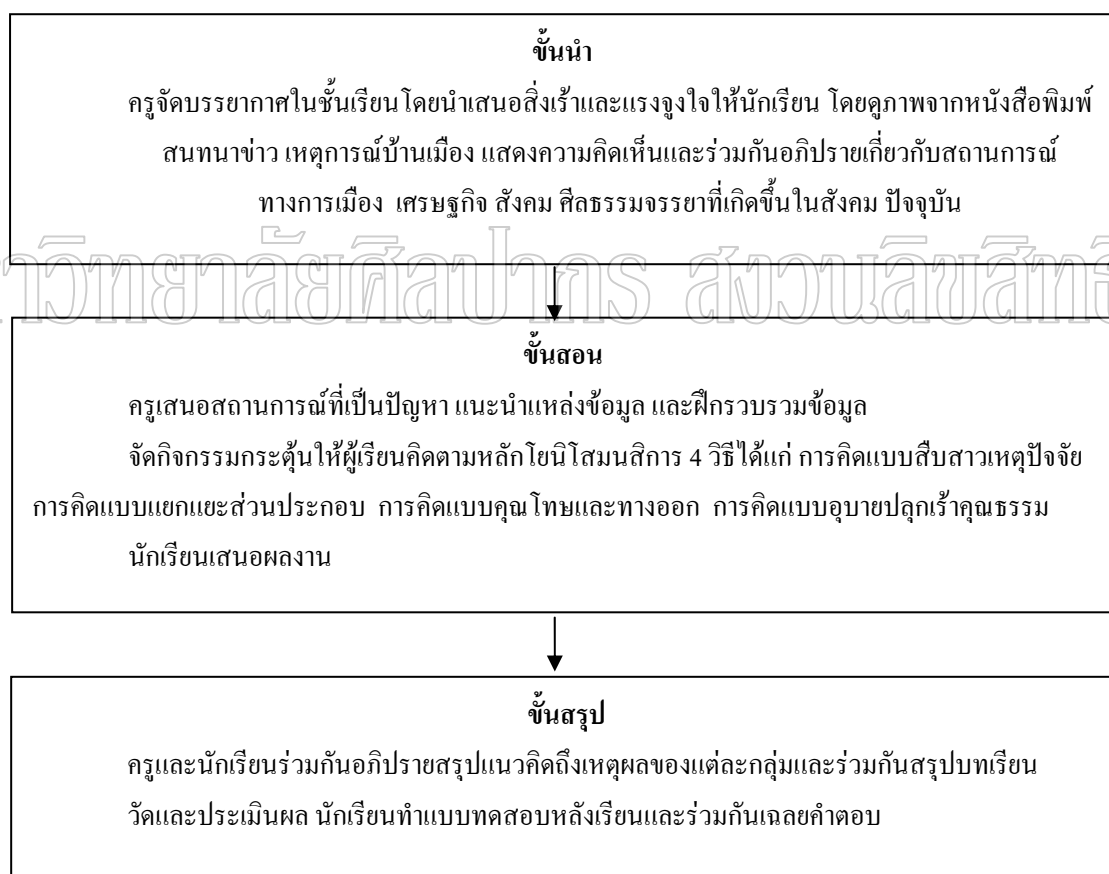 ขั้นนำ
ครูจัดบรรยากาศในชั้นเรียนโดยนำเสนอสิ่งเร้าและแรงจูงใจให้นักเรียน โดยดูภาพจากหนังสือพิมพ์
สนทนาข่าว เหตุการณ์บ้านเมือง แสดงความคิดเห็นและร่วมกันอภิปรายเกี่ยวกับสถานการณ์
ทางการเมือง เศรษฐกิจ สังคม ศีลธรรมจรรยาที่เกิดขึ้นในสังคม ปัจจุบัน
าวิทยาลัยศิลปากร สงวนลิขสิทธิ
ขั้นสอน
ครูเสนอสถานการณ์ที่เป็นปัญหา แนะนำแหล่งข้อมูล และฝึกรวบรวมข้อมูล
จัดกิจกรรมกระตุ้นให้ผู้เรียนคิดตามหลักโยนิโสมนสิการ 4 วิธีได้แก่ การคิดแบบสืบสาวเหตุปัจจัย
การคิดแบบแยกแยะส่วนประกอบ การคิดแบบคุณโทษและทางออก การคิดแบบอุบายปลุกเร้าคุณธรรม
นักเรียนเสนอผลงาน
ขั้นสรุป
ครูและนักเรียนร่วมกันอภิปรายสรุปแนวคิดถึงเหตุผลของแต่ละกลุ่มและร่วมกันสรุปบทเรียน
วัดและประเมินผล นักเรียนทำแบบทดสอบหลังเรียนและร่วมกันเฉลยคำตอบ